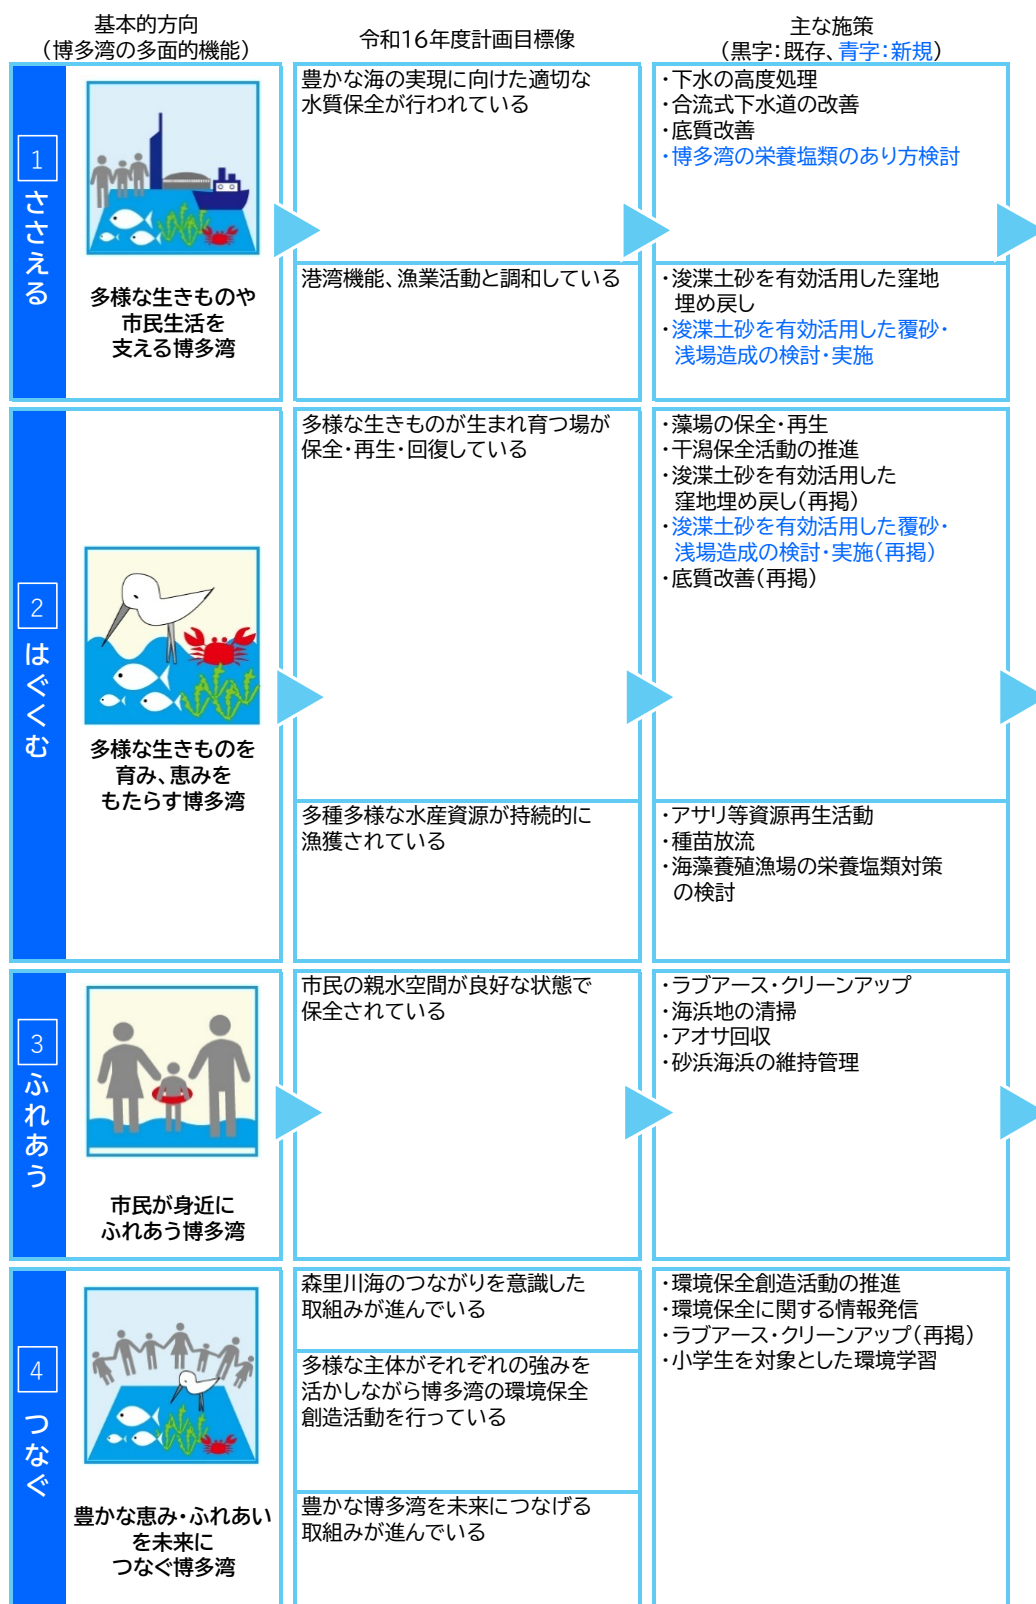 基本的方向
（博多湾の多面的機能）
令和16年度計画目標像
主な施策
（黒字：既存、青字：新規）
1
ささえる
多様な生きものや
市民生活を
支える博多湾
豊かな海の実現に向けた適切な
水質保全が行われている
・下水の高度処理
・合流式下水道の改善
・底質改善
・博多湾の栄養塩類のあり方検討
港湾機能、漁業活動と調和している
・浚渫土砂を有効活用した窪地
埋め戻し
・浚渫土砂を有効活用した覆砂・
浅場造成の検討・実施
2
はぐくむ
多様な生きものを
育み、恵みを
もたらす博多湾
多様な生きものが生まれ育つ場が
保全・再生・回復している
・藻場の保全・再生
・干潟保全活動の推進
・浚渫土砂を有効活用した
窪地埋め戻し（再掲）
・浚渫土砂を有効活用した覆砂・
浅場造成の検討・実施（再掲）
・底質改善（再掲）
多種多様な水産資源が持続的に
漁獲されている
・アサリ等資源再生活動
・種苗放流
・海藻養殖漁場の栄養塩類対策
の検討
3
ふれあう
市民が身近に
ふれあう博多湾
市民の親水空間が良好な状態で
保全されている
・ラブアース・クリーンアップ
・海浜地の清掃
・アオサ回収
・砂浜海浜の維持管理
4
つなぐ
豊かな恵み・ふれあい
を未来に
つなぐ博多湾
森里川海のつながりを意識した
取組みが進んでいる
多様な主体がそれぞれの強みを
活かしながら博多湾の環境保全
創造活動を行っている
豊かな博多湾を未来につなげる
取組みが進んでいる
・環境保全創造活動の推進
・環境保全に関する情報発信
・ラブアース・クリーンアップ（再掲）
・小学生を対象とした環境学習